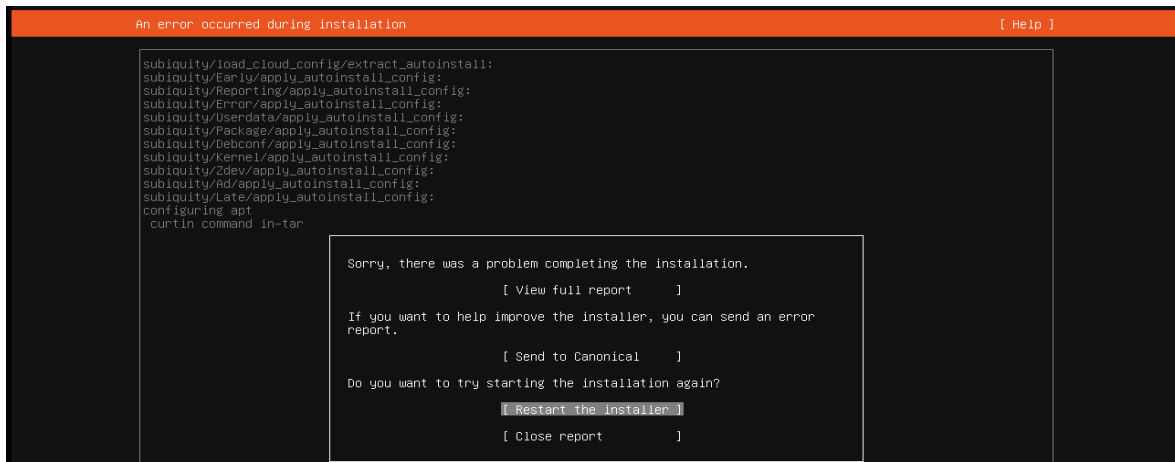 An error occurred during installation [ Help ]
subiquity/load_cloud_config/extract_autoinstall:
subiquity/Early/apply_autoinstall_config:
subiquity/Reporting/apply_autoinstall_config:
subiquity/Error/apply_autoinstall_config:
subiquity/Userdata/apply_autoinstall_config:
subiquity/Package/apply_autoinstall_config:
subiquity/Debconf/apply_autoinstall_config:
subiquity/Kernel/apply_autoinstall_config:
subiquity/Zdev/apply_autoinstall_config:
subiquity/Ad/apply_autoinstall_config:
subiquity/Late/apply_autoinstall_config:
configuring apt
curtin command in-tar
Sorry, there was a problem completing the installation.
[ View full report ]
If you want to help improve the installer, you can send an error
report.
[ Send to Canonical ]
Do you want to try starting the installation again?
[ Restart the installer ]
[ Close report ]